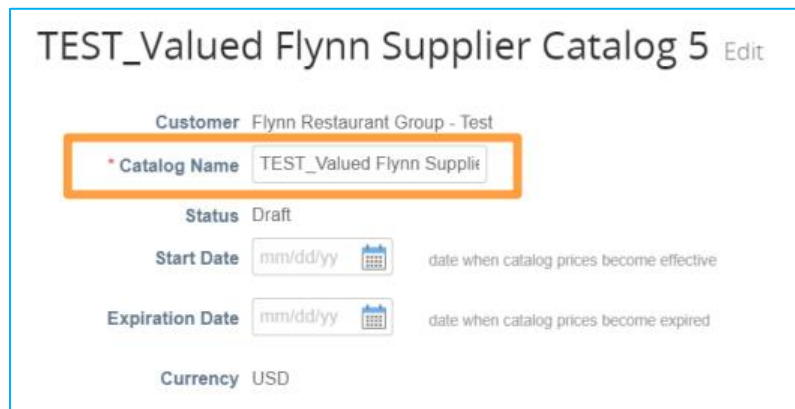 TEST_Valued Flynn Supplier Catalog 5 Edit
Customer Flynn Restaurant Group - Test
* Catalog Name TEST_Valued Flynn Supplie
Status Draft
Start Date mm/dd/yy date when catalog prices become effective
Expiration Date mm/dd/yy date when catalog prices become expired
Currency USD